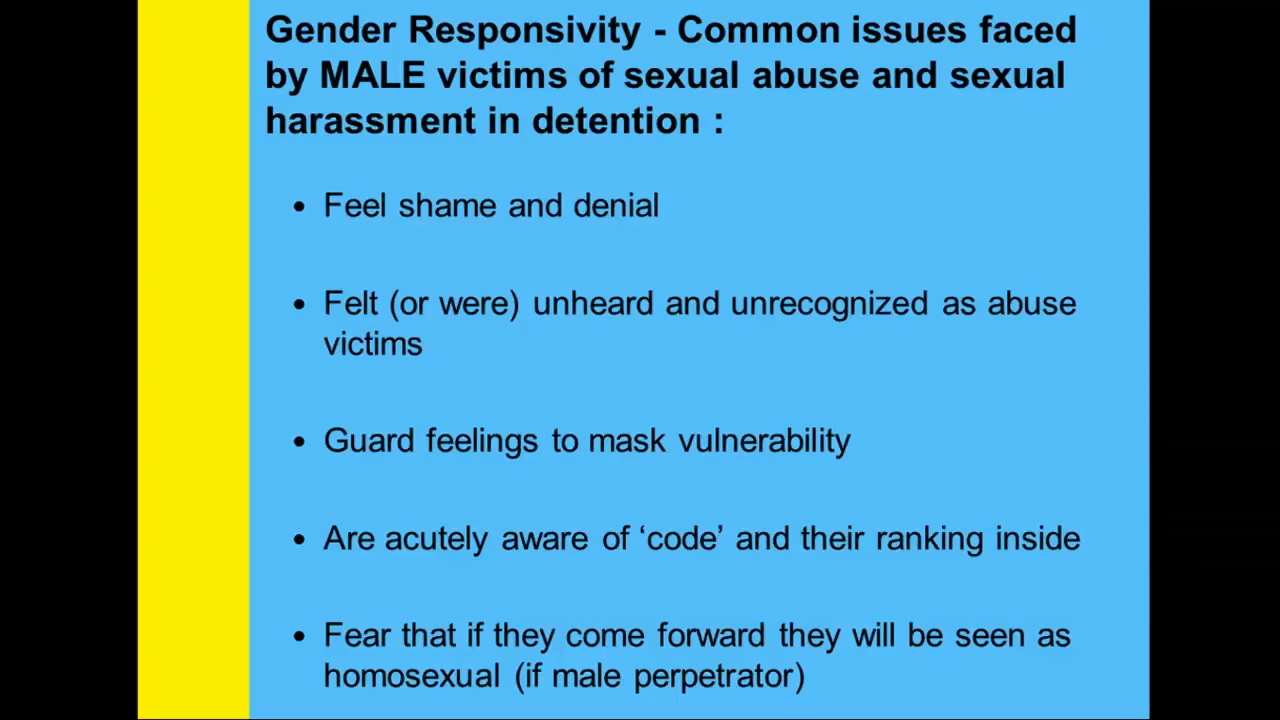 Gender Responsivity - Common issues faced
by MALE victims of sexual abuse and sexual
harassment in detention :
• Feel shame and denial
• Felt (or were) unheard and unrecognized as abuse
victims
• Guard feelings to mask vulnerability
• Are acutely aware of ‘code’ and their ranking inside
• Fear that if they come forward they will be seen as
homosexual (if male perpetrator)